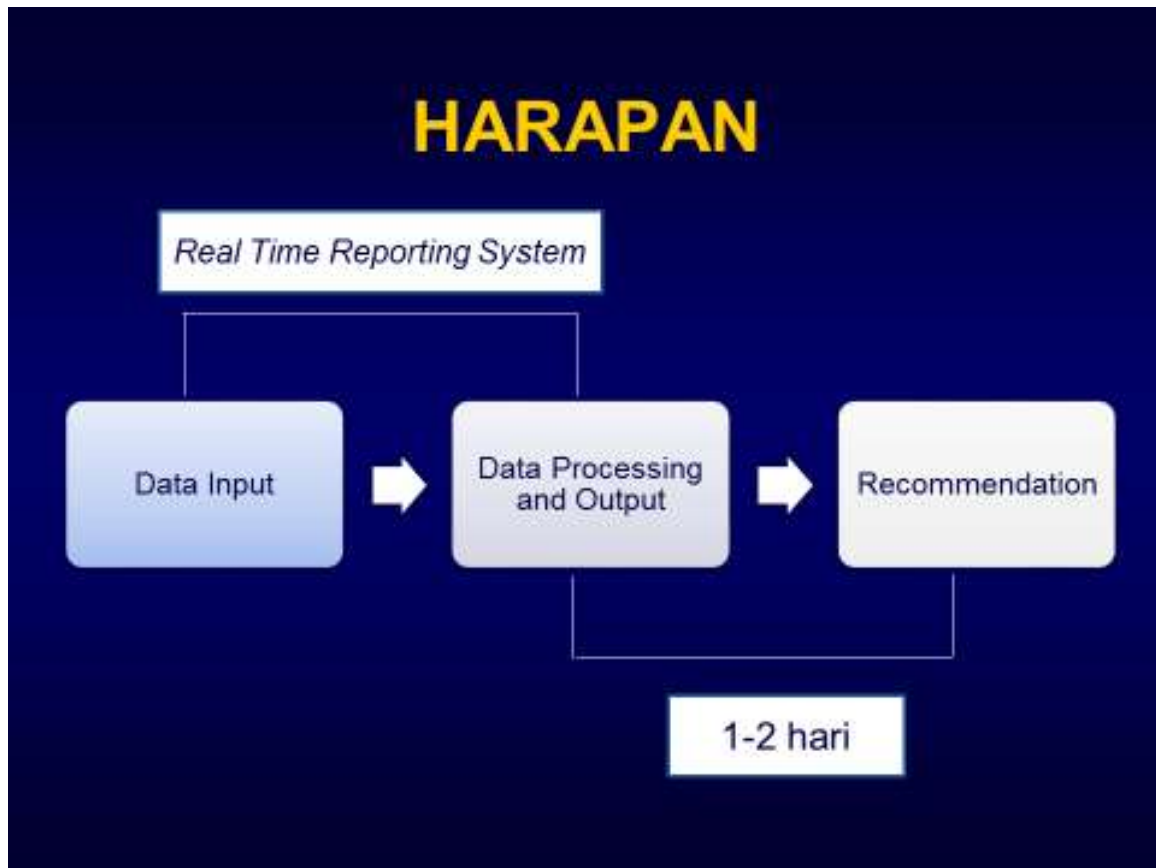 HARAPAN
Real Time Reporting System
Data Input
Data Processing
and Output
Recommendation
1-2 hari